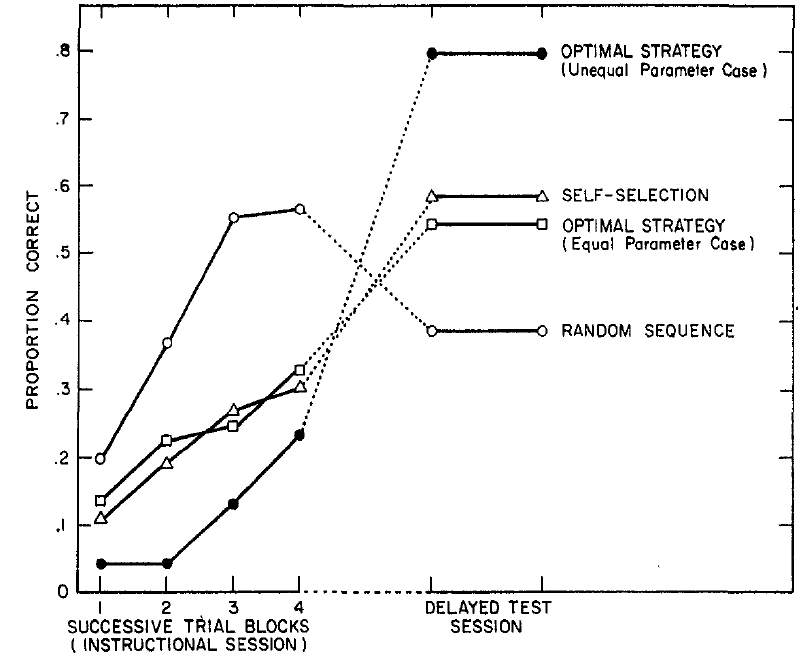 .8
.7
.6
.5
.4
.3
.2
.1
0
PROPORTION CORRECT
OPTIMAL STRATEGY
(Unequal Parameter Case)
SELF-SELECTION
OPTIMAL STRATEGY
(Equal Parameter Case)
RANDOM SEQUENCE
1 2 3 4
SUCCESSIVE TRIAL BLOCKS
(INSTRUCTIONAL SESSION)
DELAYED TEST
SESSION